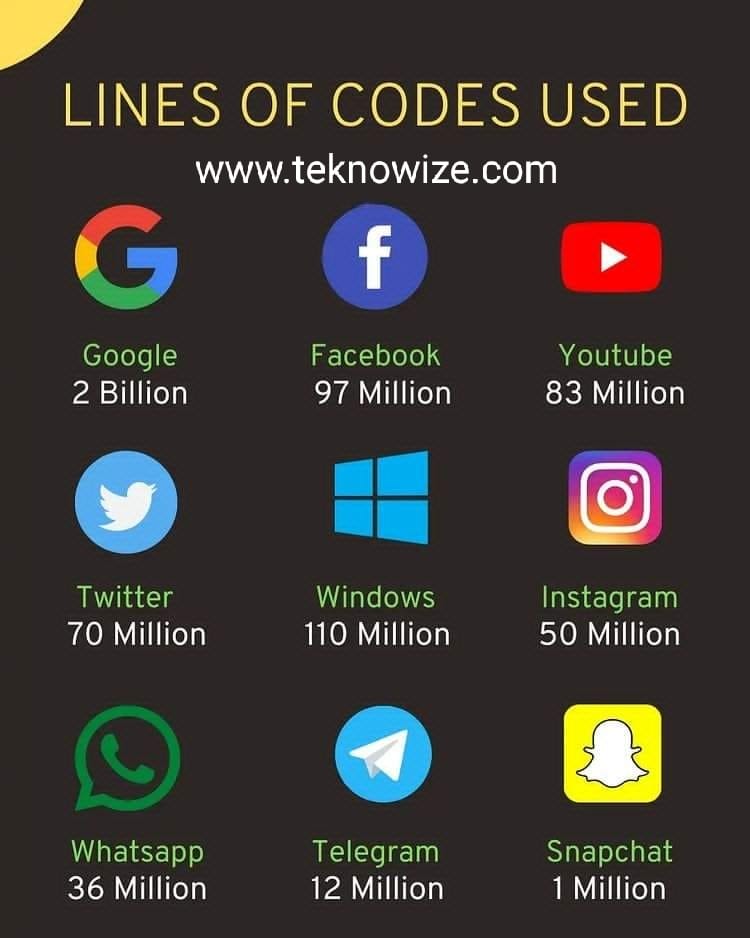 LINES OF CODES USED
www.teknowize.com
Google
2 Billion
Facebook
97 Million
Youtube
83 Million
Twitter
70 Million
Windows
110 Million
Instagram
50 Million
Whatsapp
36 Million
Telegram
12 Million
Snapchat
1 Million